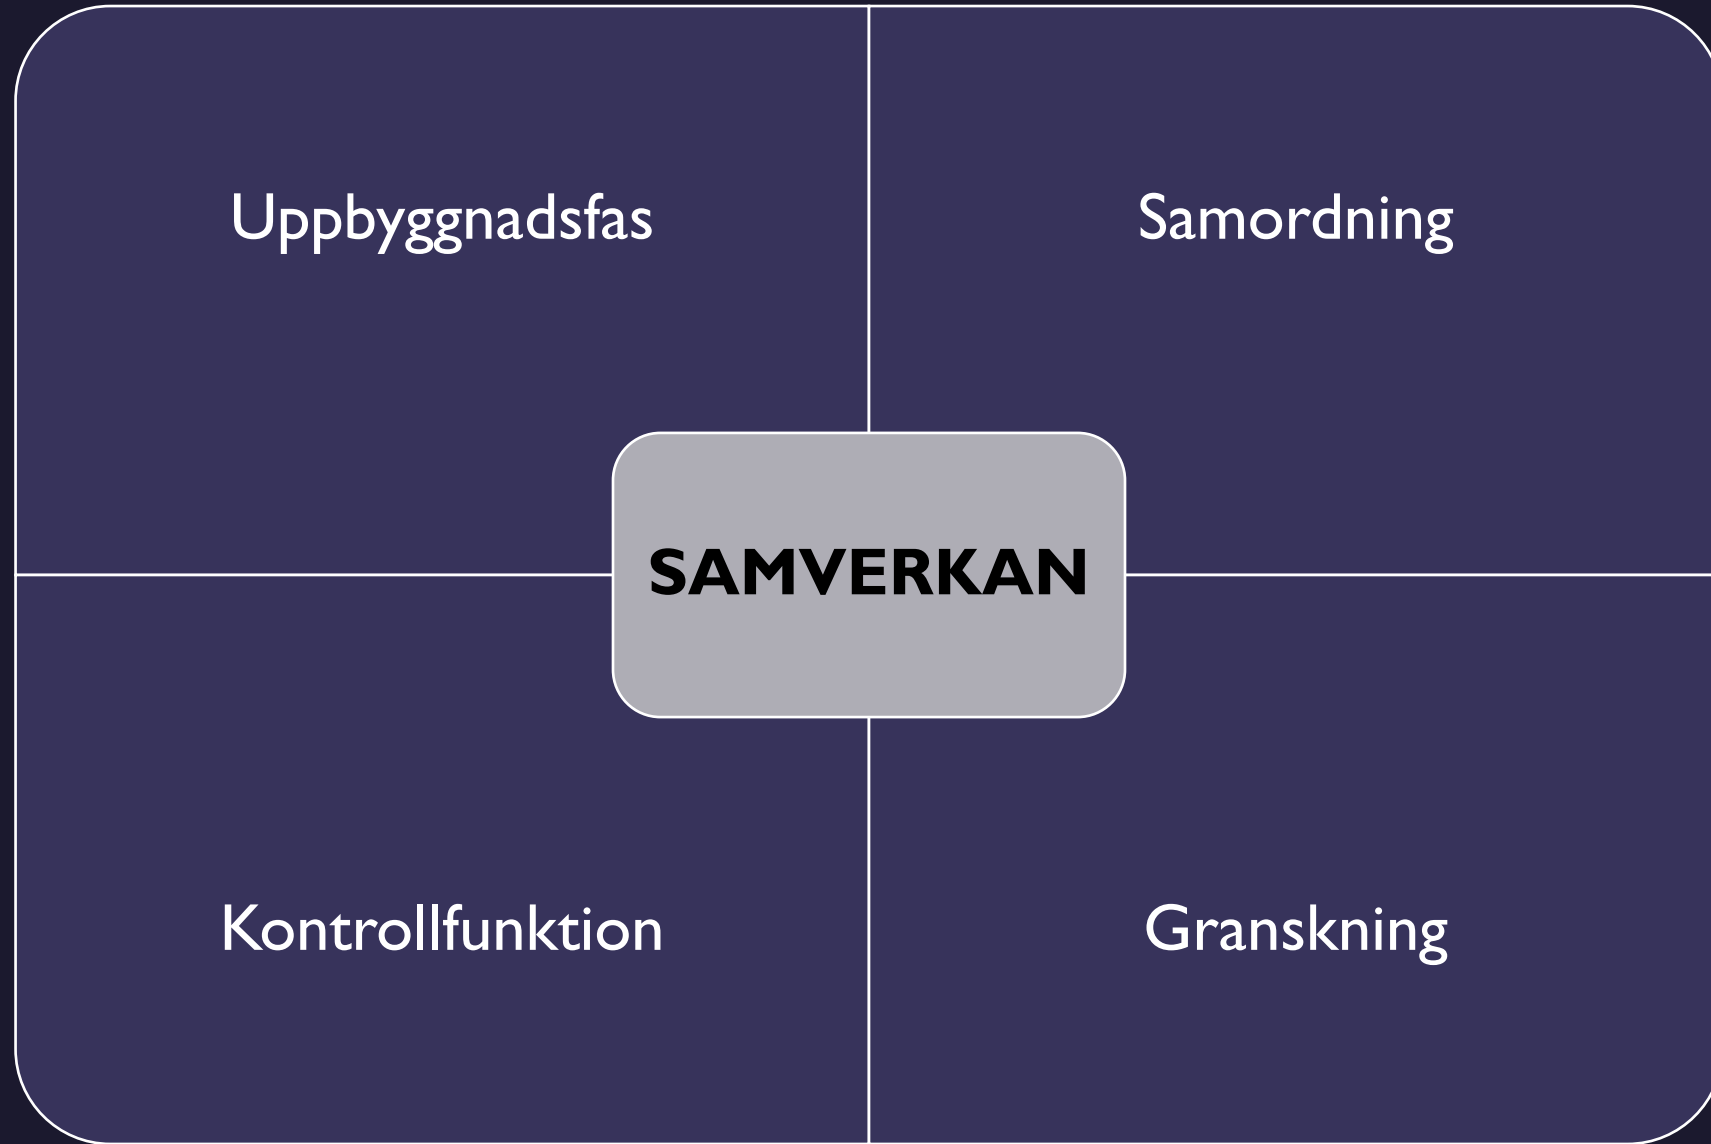 Uppbyggnadsfas
Samordning
SAMVERKAN
Kontrollfunktion
Granskning